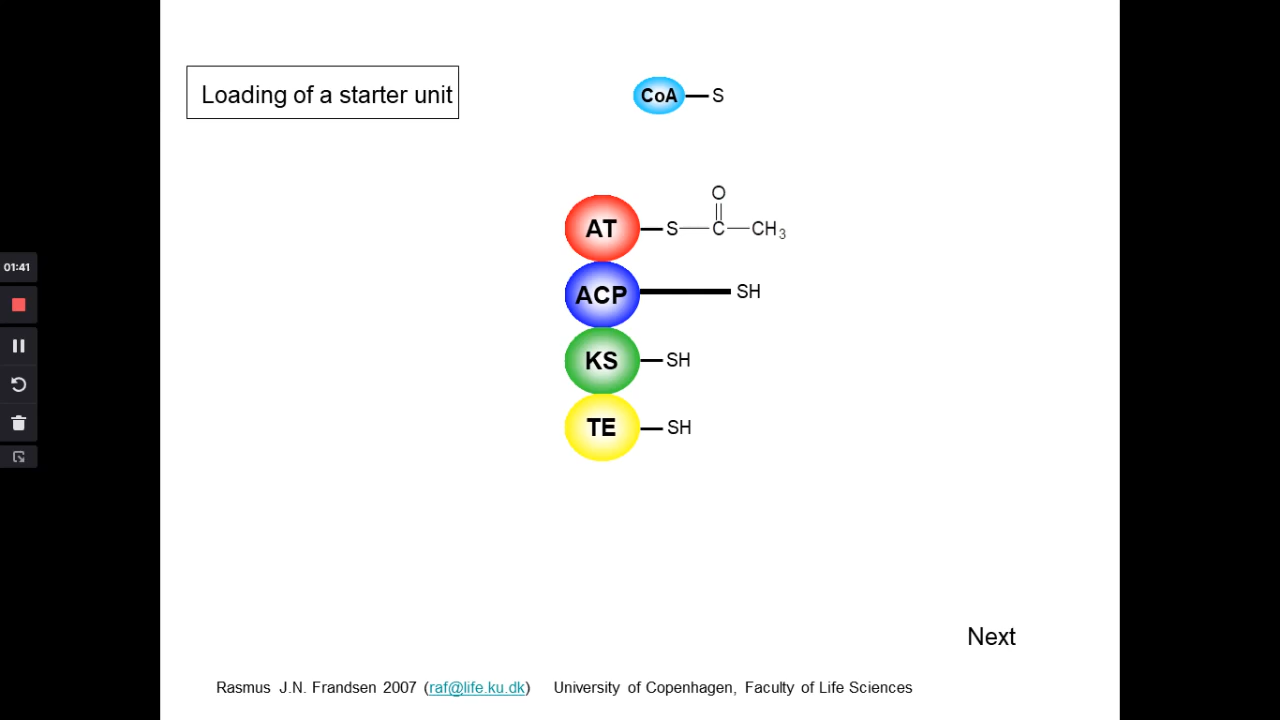 Loading of a starter unit
CoA S
O
AT S C CH3
ACP SH
KS SH
TE SH
01:41
Next
Rasmus J.N. Frandsen 2007 (raf@life.ku.dk) University of Copenhagen, Faculty of Life Sciences